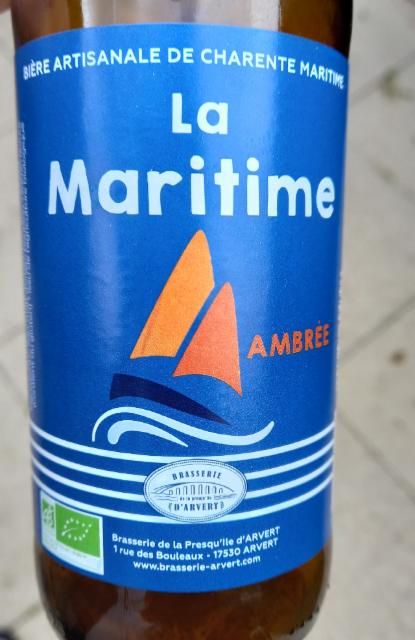 BIÈRE ARTISANALE DE CHARENTE MARITIME
La
Maritime
AMBRÉE
BRASSERIE
D'ARVERT
Brasserie de la Presqu'île d'ARVERT
1 rue des Bouleaux - 17530 ARVERT
www.brasserie-arvert.com